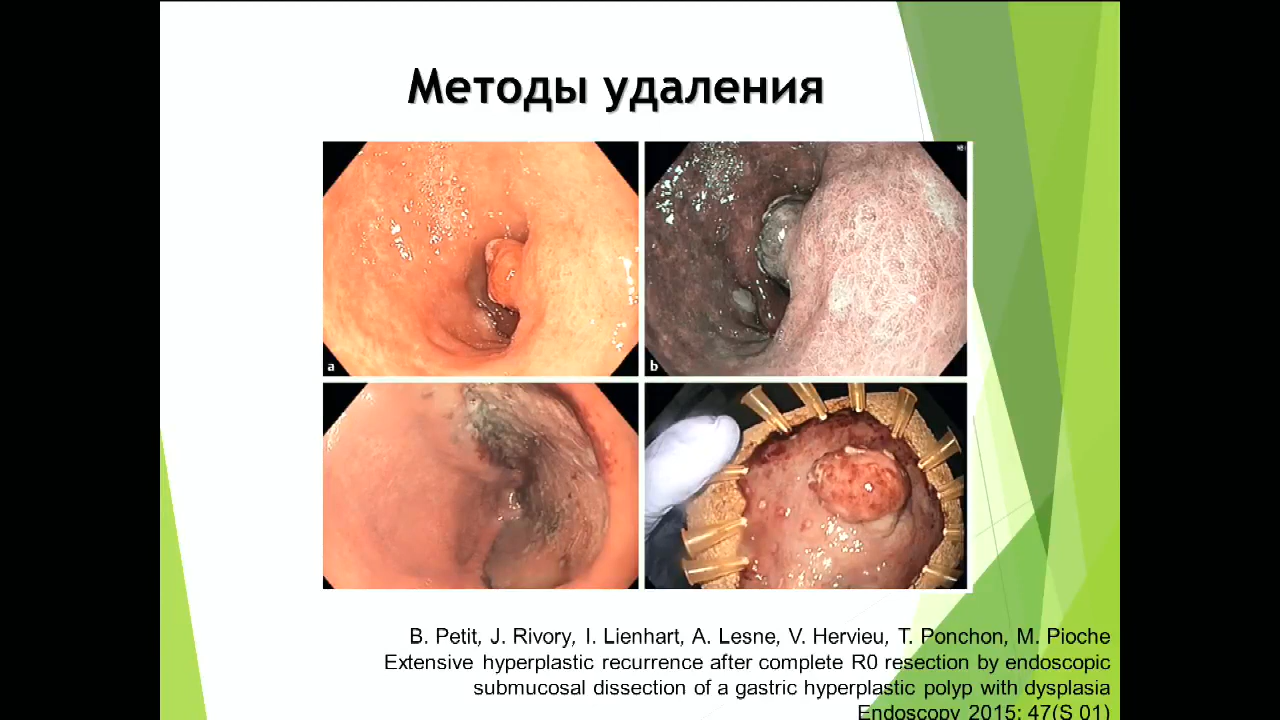 Методы удаления
a
b
B. Petit, J. Rivory, I. Lienhart, A. Lesne, V. Hervieu, T. Ponchon, M. Pioche
Extensive hyperplastic recurrence after complete R0 resection by endoscopic
submucosal dissection of a gastric hyperplastic polyp with dysplasia
Endoscopy 2015; 47(S 01)